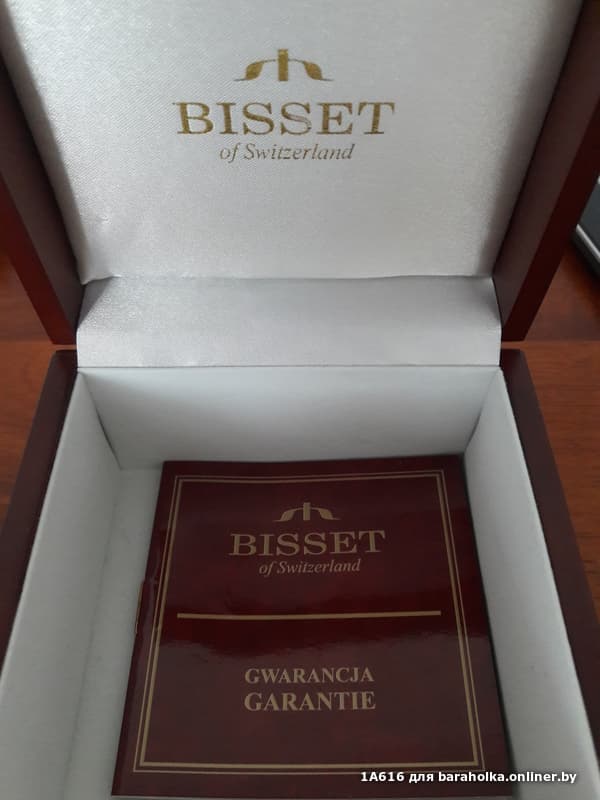 BISSET
of Switzerland
BISSET
of Switzerland
GWARANCJA
GARANTIE
1A616 для baraholka.onliner.by